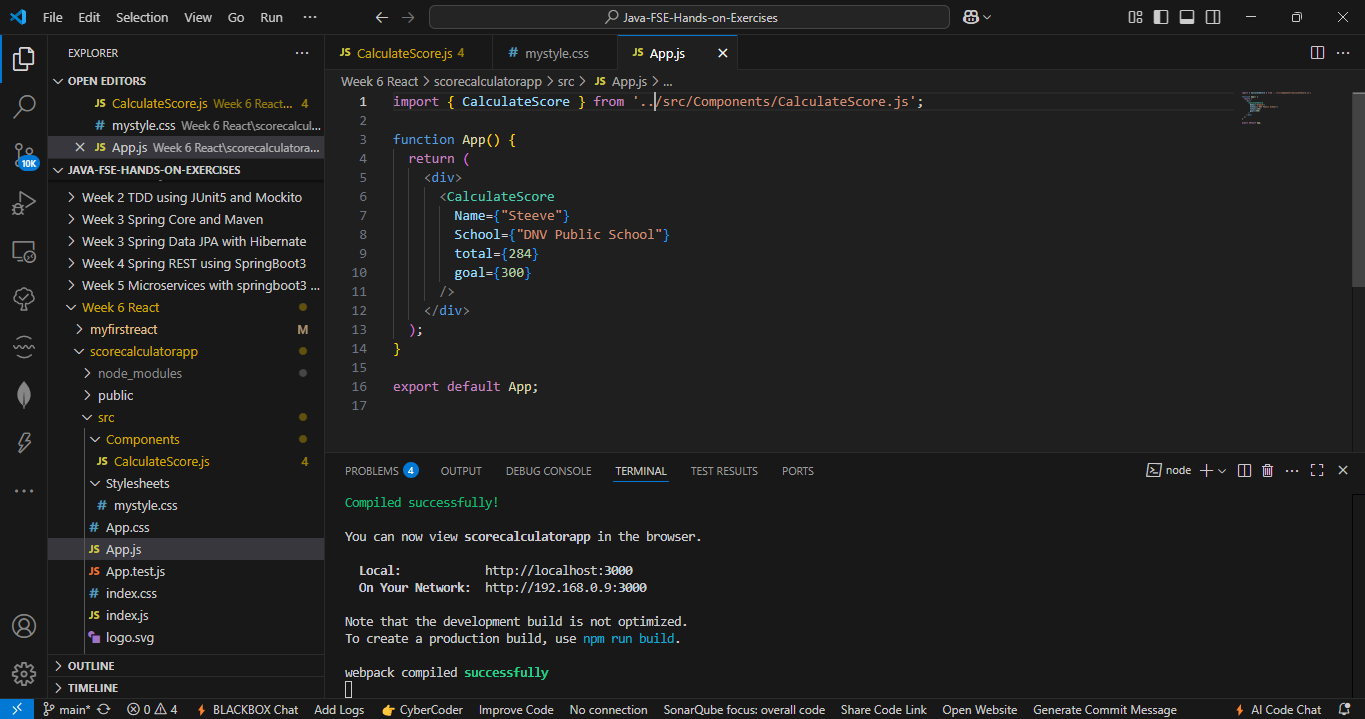 File Edit Selection View Go Run ··· Java-FSE-Hands-on-Exercises
EXPLORER ···
OPEN EDITORS
JS CalculateScore.js Week 6 React... 4
# mystyle.css Week 6 React\scorecalcul...
JS App.js Week 6 React\scorecalculatora...
JAVA-FSE-HANDS-ON-EXERCISES
Week 2 TDD using JUnit5 and Mockito
Week 3 Spring Core and Maven
Week 3 Spring Data JPA with Hibernate
Week 4 Spring REST using SpringBoot3
Week 5 Microservices with springboot3 ...
Week 6 React
myfirstreact M
scorecalculatorapp
node_modules
public
src
Components
JS CalculateScore.js 4
Stylesheets
# mystyle.css
# App.css
JS App.js
JS App.test.js
# index.css
JS index.js
logo.svg
OUTLINE
TIMELINE
10K
JS CalculateScore.js 4 # mystyle.css JS App.js
Week 6 React > scorecalculatorapp > src > JS App.js > ...
1 import { CalculateScore } from '../src/Components/CalculateScore.js';
2
3 function App() {
4 return (
5 <div>
6 <CalculateScore
7 Name={"Steeve"}
8 School={"DNV Public School"}
9 total={284}
10 goal={300}
11 />
12 </div>
13 );
14 }
15
16 export default App;
17
PROBLEMS 4 OUTPUT DEBUG CONSOLE TERMINAL TEST RESULTS PORTS node
Compiled successfully!
You can now view scorecalculatorapp in the browser.
Local: http://localhost:3000
On Your Network: http://192.168.0.9:3000
Note that the development build is not optimized.
To create a production build, use npm run build.
webpack compiled successfully
main* 0 4 BLACKBOX Chat Add Logs CyberCoder Improve Code No connection SonarQube focus: overall code Share Code Link Open Website Generate Commit Message AI Code Chat